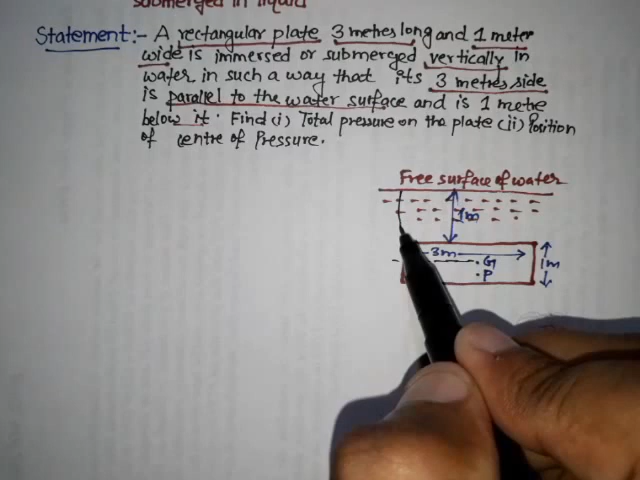 submerged in liquid
Statement:- A rectangular plate 3 metres long and 1 meter
wide is immersed or submerged vertically in
water in such a way that its 3 metres side
is parallel to the water surface and is 1 metre
below it. Find (i) Total pressure on the plate (ii) Position
of centre of Pressure.
Free surface of water
1m
3m
G
1m
P